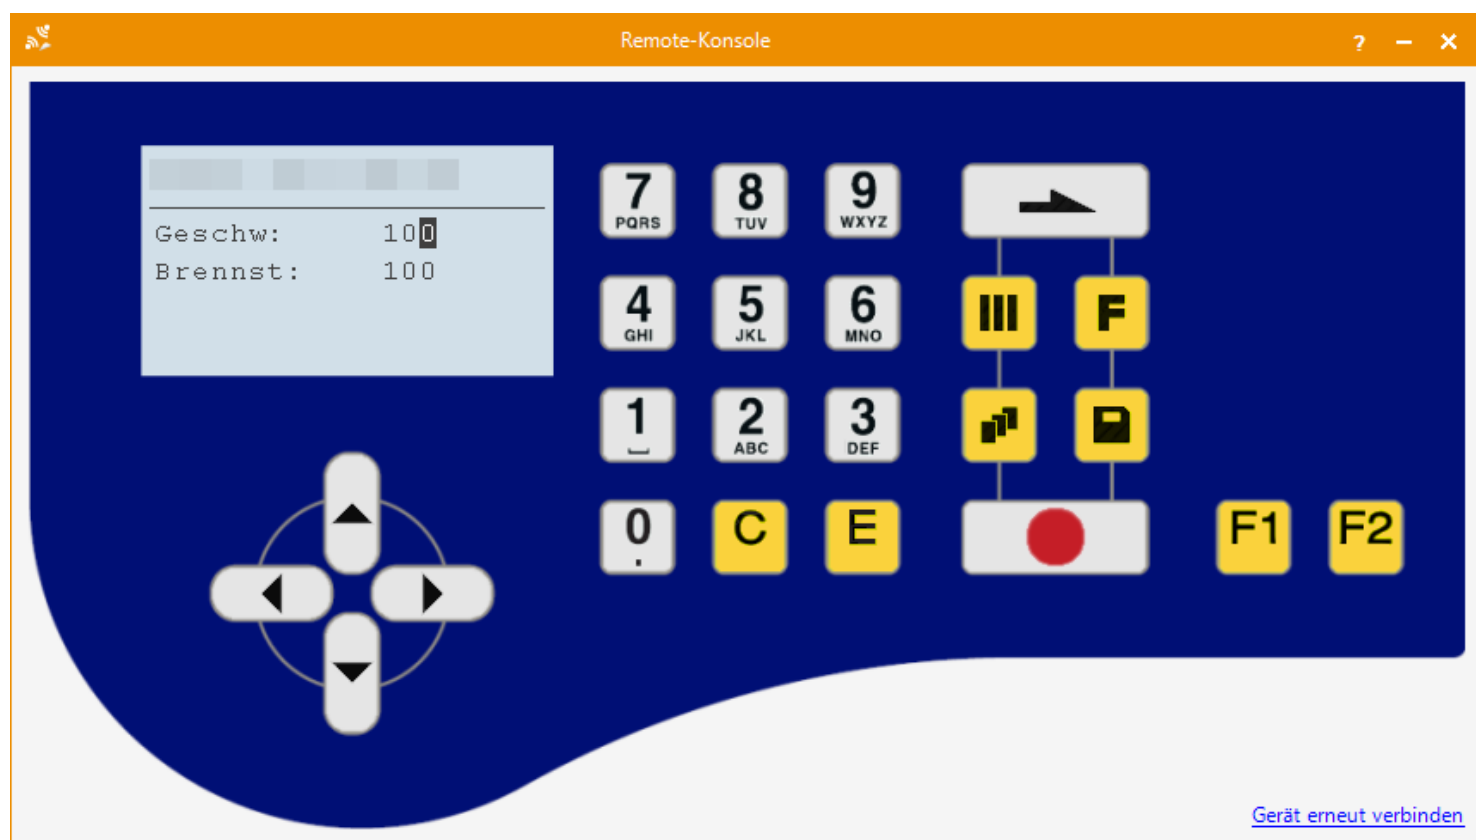 Remote-Konsole
?
Geschw: 100
Brennst: 100
7 8 9
PQRS TUV WXYZ
4 5 6 F
GHI JKL MNO
1 2 3
ABC DEF
0 C E F1 F2
.
Gerät erneut verbinden